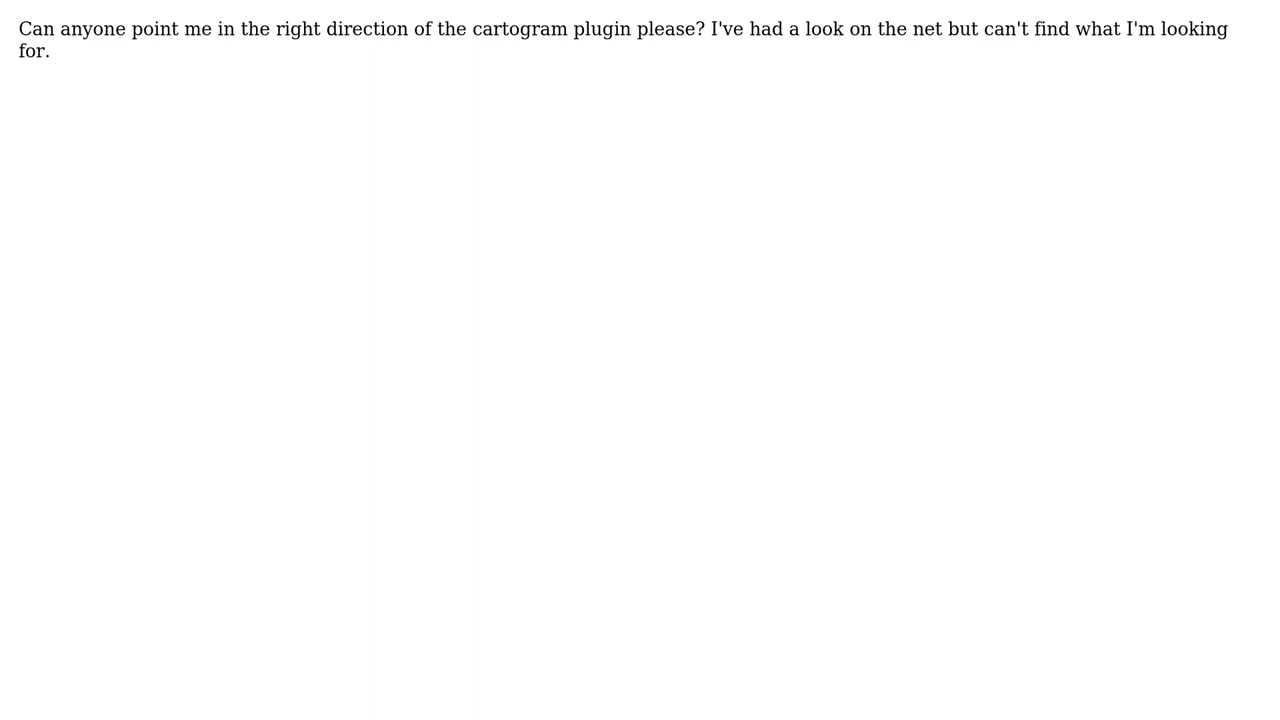 Can anyone point me in the right direction of the cartogram plugin please? I've had a look on the net but can't find what I'm looking
for.